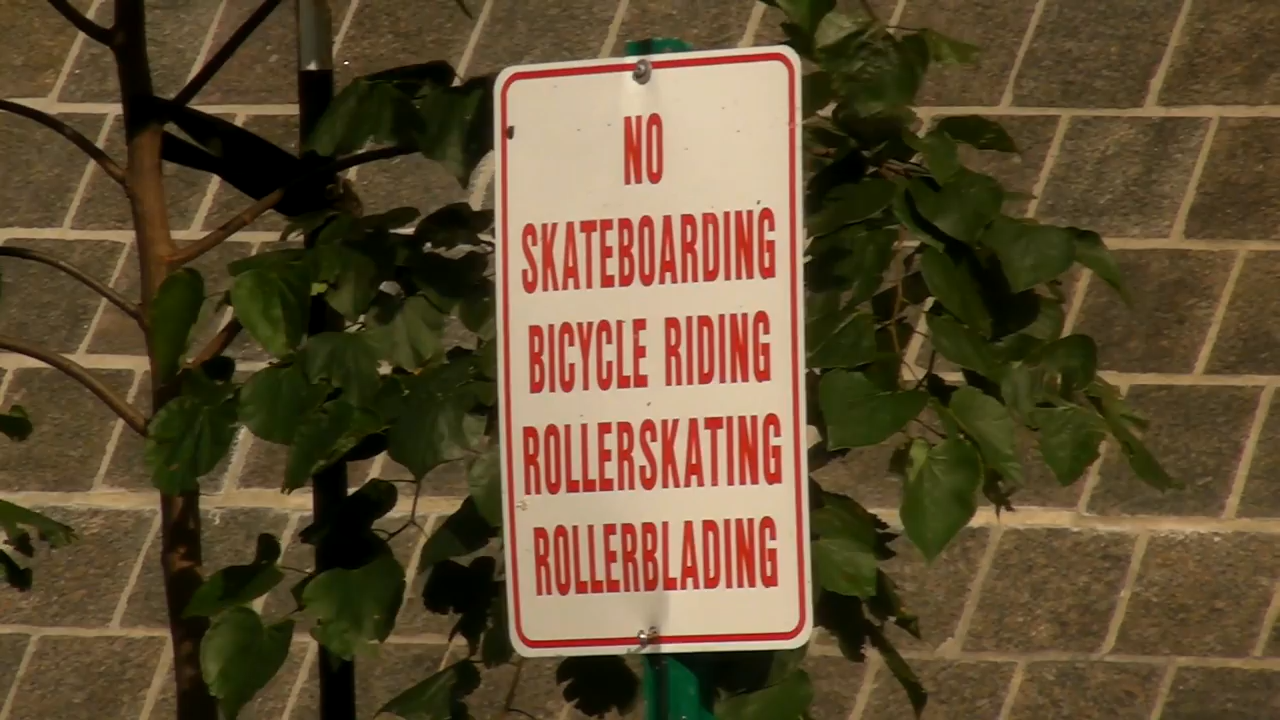 NO
SKATEBOARDING
BICYCLE RIDING
ROLLERSKATING
ROLLERBLADING